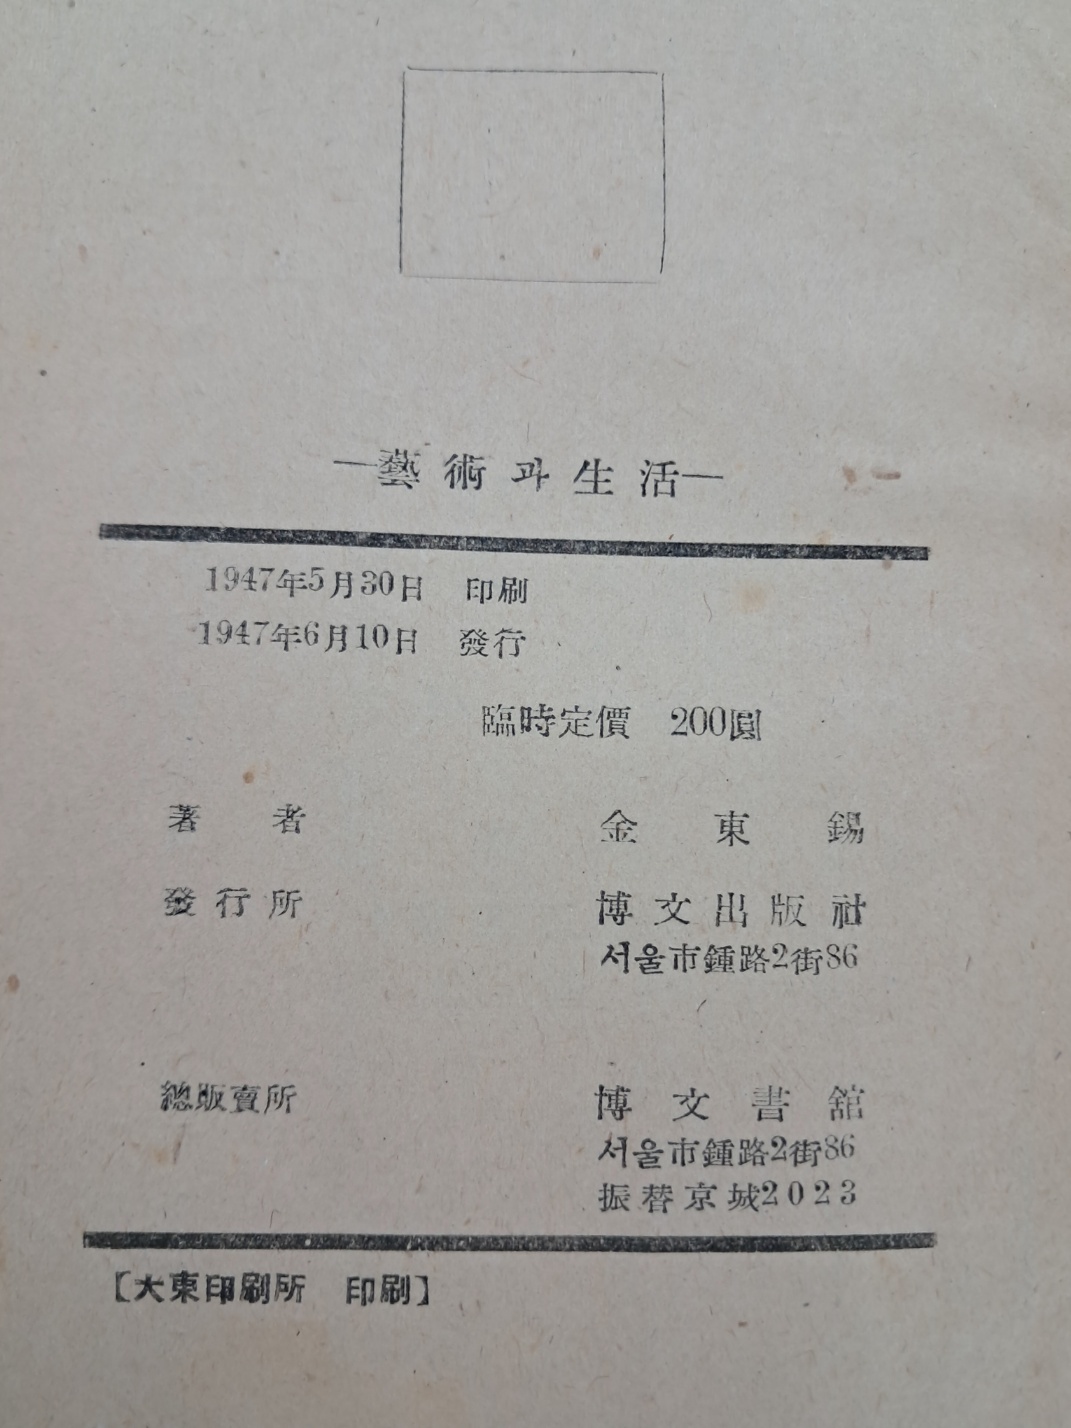 —藝術과生活—
1947年5月30日 印刷
1947年6月10日 發行
臨時定價 200圓
著者 金東錫
發行所 博文出版社
서울市鍾路2街86
總販賣所 博文書舘
서울市鍾路2街86
振替京城2023
【大東印刷所 印刷】